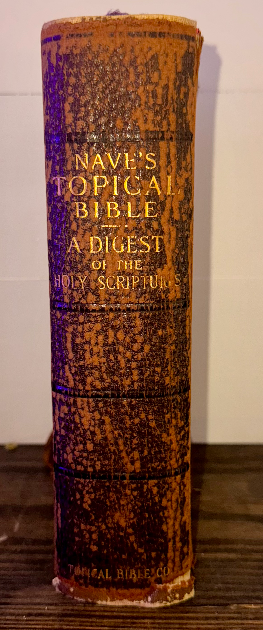 NAVE'S
TOPICAL
BIBLE
A DIGEST
OF THE
HOLY SCRIPTURES
TOPICAL BIBLE CO.